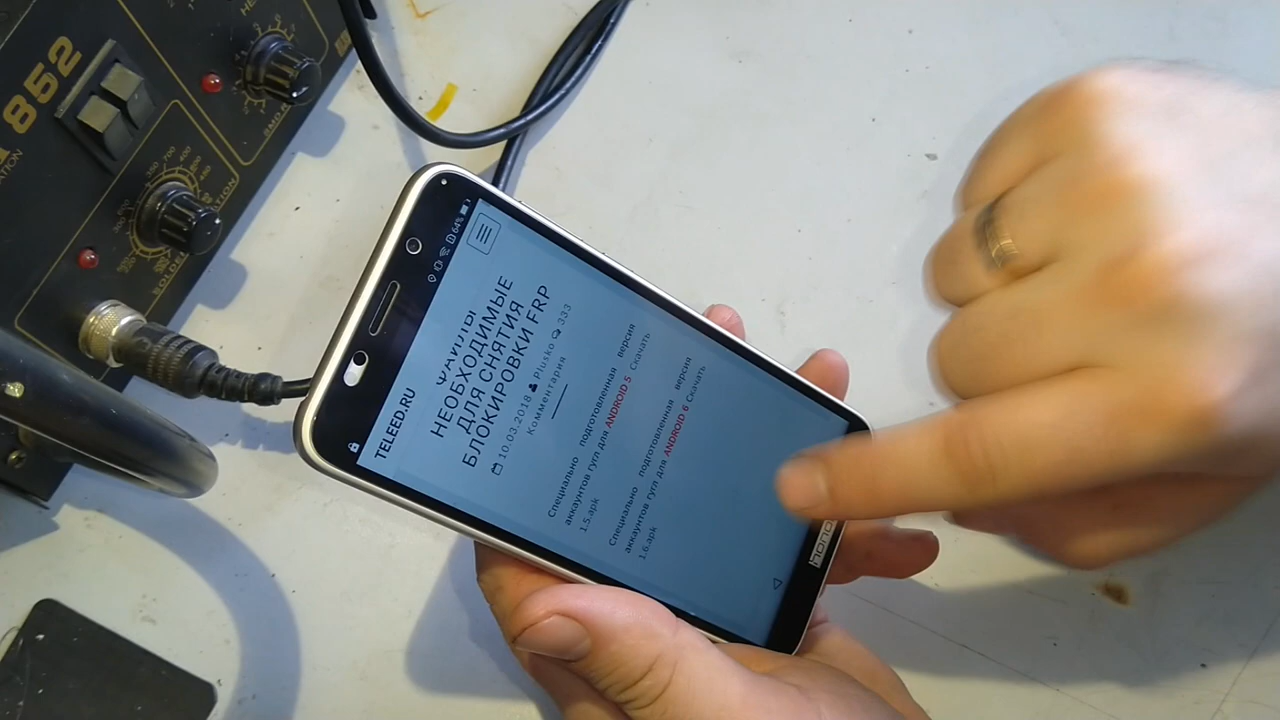 852
64%
TELEED.RU
ФАЙЛЫ
НЕОБХОДИМЫЕ
ДЛЯ СНЯТИЯ
БЛОКИРОВКИ FRP
10.03.2018 Plusko 333
Комментария
Специально подготовленная версия
аккаунтов гугл для ANDROID 5 Скачать
1.5.apk
Специально подготовленная версия
аккаунтов гугл для ANDROID 6 Скачать
1.6.apk
honor